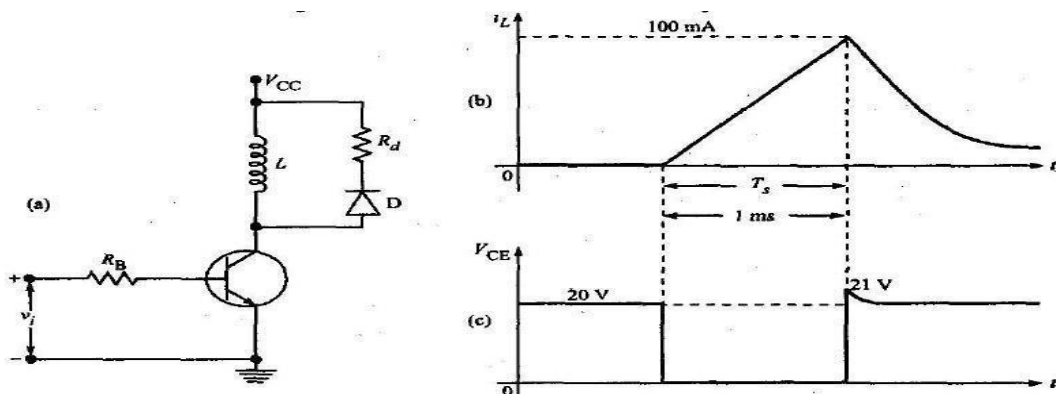 V_CC
L
R_d
D
(a)
R_B
+
v_i
−
i_L
100 mA
(b)
0
t
T_s
1 ms
V_CE
20 V
21 V
(c)
0
t